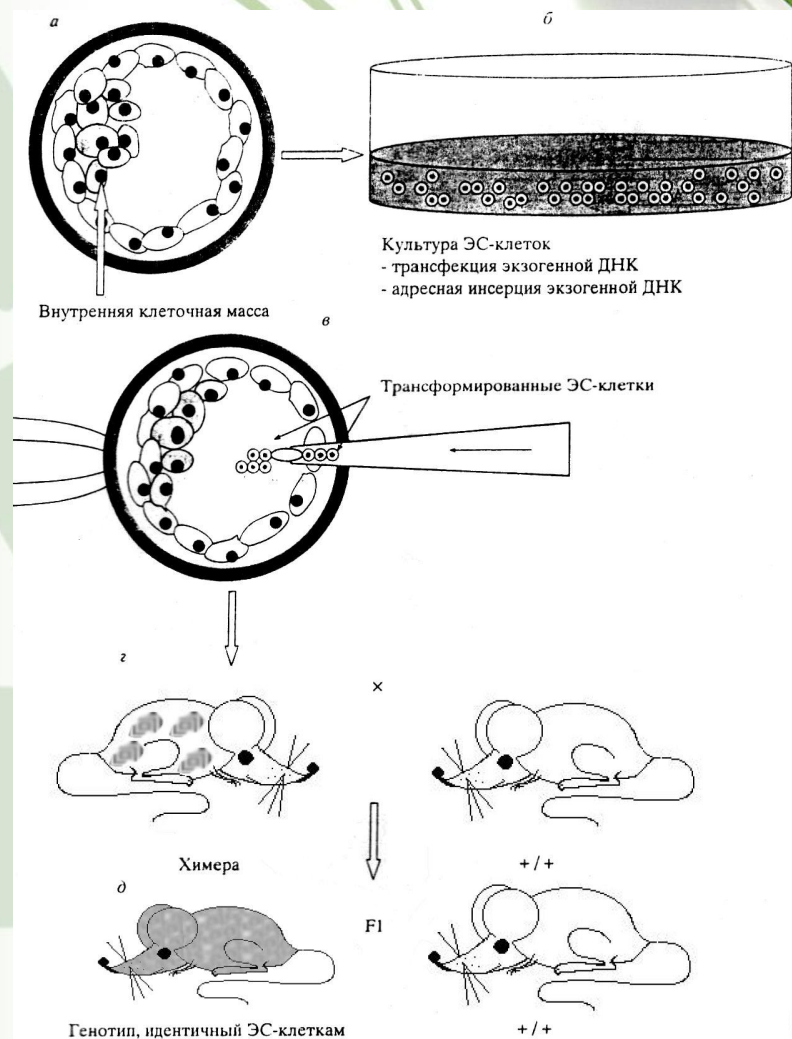 а
б
Культура ЭС-клеток
- трансфекция экзогенной ДНК
- адресная инсерция экзогенной ДНК
Внутренняя клеточная масса
в
Трансформированные ЭС-клетки
г
×
Химера
+ / +
д
F1
Генотип, идентичный ЭС-клеткам
+ / +